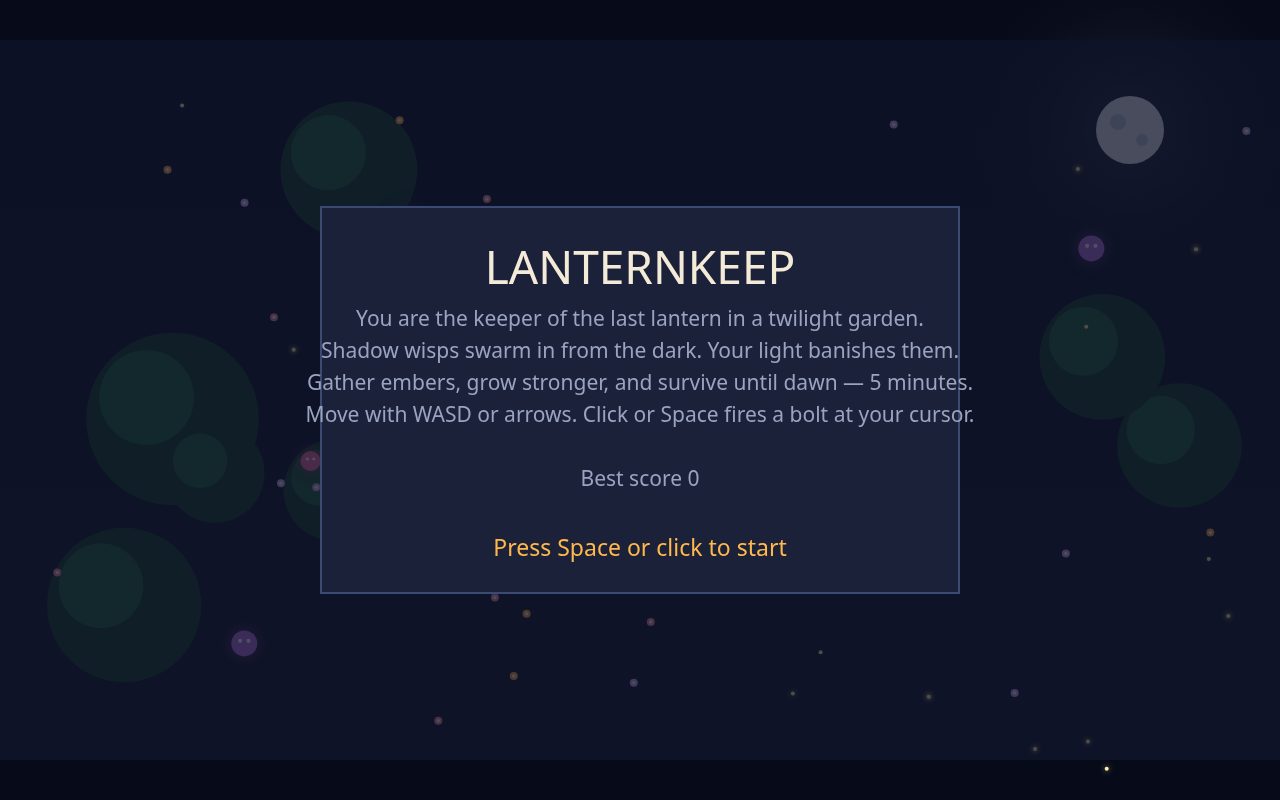 LANTERNKEEP
You are the keeper of the last lantern in a twilight garden.
Shadow wisps swarm in from the dark. Your light banishes them.
Gather embers, grow stronger, and survive until dawn — 5 minutes.
Move with WASD or arrows. Click or Space fires a bolt at your cursor.
Best score 0
Press Space or click to start